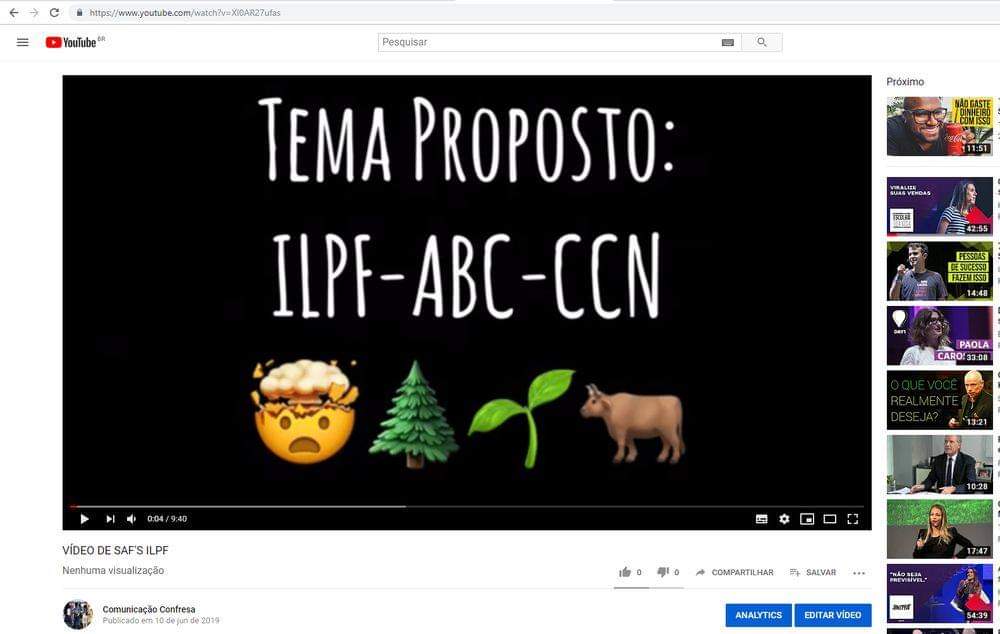 https://www.youtube.com/watch?v=XI0AR27ufas
YouTube BR
Pesquisar
TEMA PROPOSTO:
ILPF-ABC-CCN
0:04 / 9:40
VÍDEO DE SAF'S ILPF
Nenhuma visualização
0
0
COMPARTILHAR
SALVAR
Comunicação Confresa
Publicado em 10 de jun de 2019
ANALYTICS
EDITAR VÍDEO
Próximo
NÃO GASTE
DINHEIRO
COM ISSO
11:51
VIRALIZE
SUAS VENDAS
42:55
PESSOAS
DE SUCESSO
FAZEM ISSO
14:48
PAOLA
33:08
O QUE VOCÊ
REALMENTE
DESEJA?
13:21
10:28
17:47
"NÃO SEJA
PREVISÍVEL."
54:39